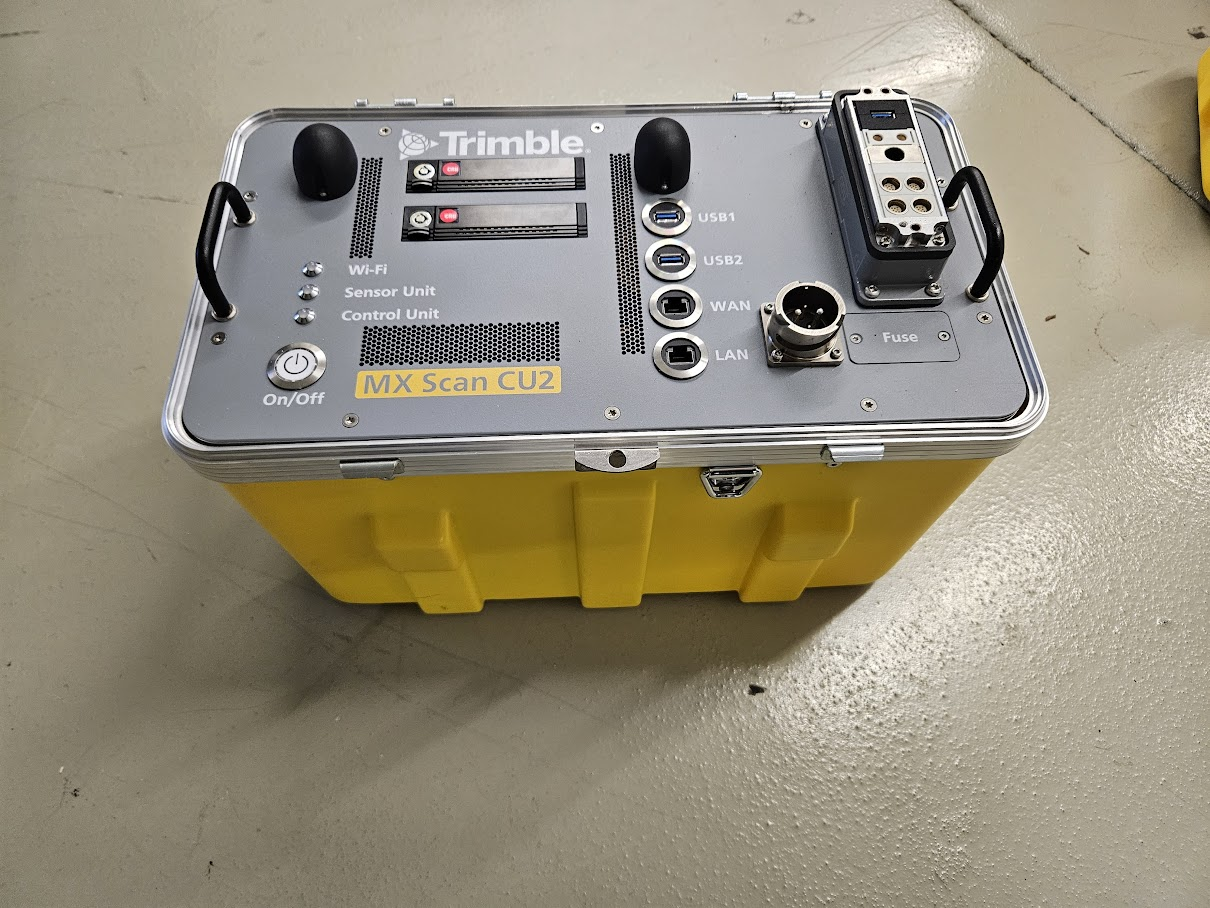 Trimble
USB1
USB2
Wi-Fi
Sensor Unit
Control Unit
WAN
LAN
Fuse
On/Off
MX Scan CU2